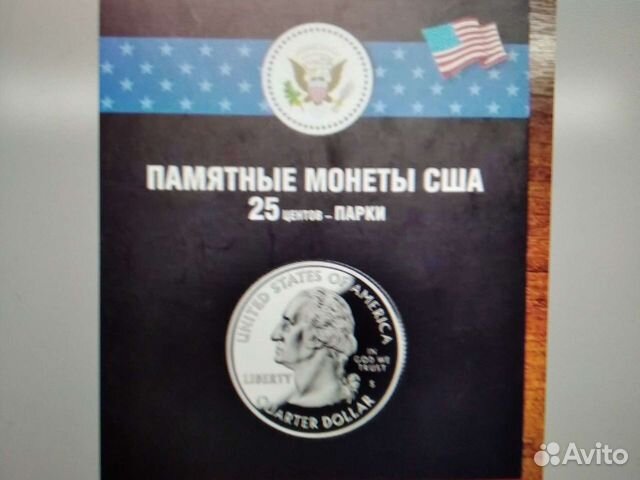 ПАМЯТНЫЕ МОНЕТЫ США
25 ЦЕНТОВ – ПАРКИ
UNITED STATES OF AMERICA
IN
GOD WE
TRUST
LIBERTY
S
QUARTER DOLLAR
Avito